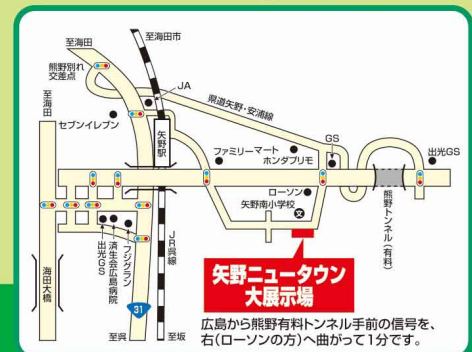 至海田
至海田市
熊野別れ
交差点
JA
県道矢野・安浦線
至海田
セブンイレブン
矢野駅
ファミリーマート
ホンダプリモ
GS
出光GS
ローソン
矢野南小学校
文
熊野トンネル(有料)
フジグラン
済生会広島病院
出光GS
JR呉線
海田大橋
31
至呉
至坂
矢野ニュータウン
大展示場
広島から熊野有料トンネル手前の信号を、
右(ローソンの方)へ曲がって1分です。